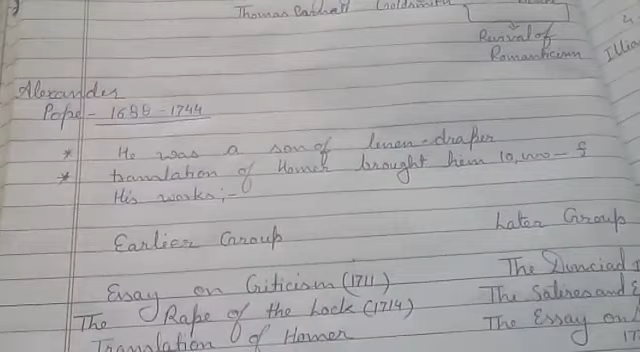 Thomas
Goldsmith
Revival of
Romanticism
Alexander
Pope - 1688 - 1744
* He was a son of linen-draper
* translation of Homer brought him 10,000 - £
His works:-
Earlier Group
Later Group
Essay on Criticism (1711)
The Dunciad
The Rape of the Lock (1714)
The Satires and
Translation of Homer
The Essay on